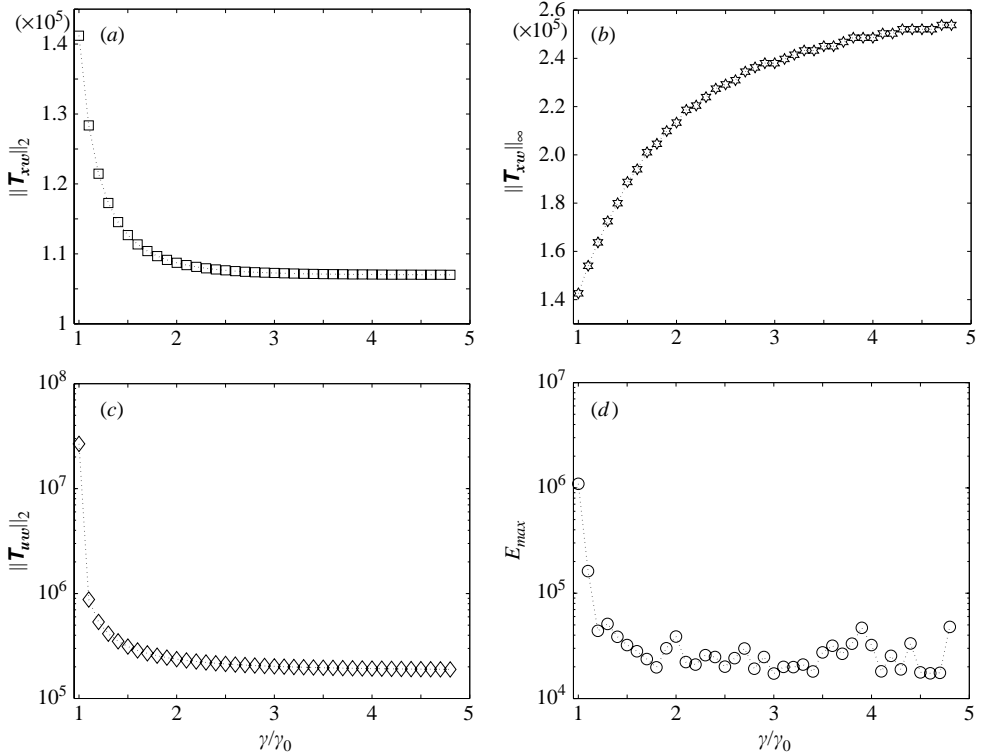 (×10⁵)
(a)
1.4
1.3
1.2
1.1
1
||T_xw||₂
1 2 3 4 5
2.6
(×10⁵)
(b)
2.4
2.2
2.0
1.8
1.6
1.4
||T_xw||∞
1 2 3 4 5
10⁸
(c)
10⁷
10⁶
10⁵
||T_uw||₂
1 2 3 4 5
γ/γ₀
10⁷
(d)
10⁶
10⁵
10⁴
E_max
1 2 3 4 5
γ/γ₀